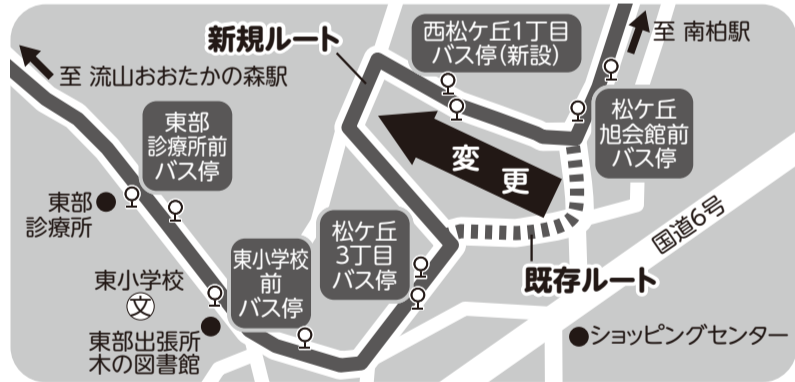 新規ルート
西松ケ丘1丁目
バス停(新設)
至 南柏駅
至 流山おおたかの森駅
東部
診療所前
バス停
松ケ丘
旭会館前
バス停
変更
東部
診療所
松ケ丘
3丁目
バス停
国道6号
東小学校
前
バス停
既存ルート
東小学校
文
東部出張所
木の図書館
ショッピングセンター